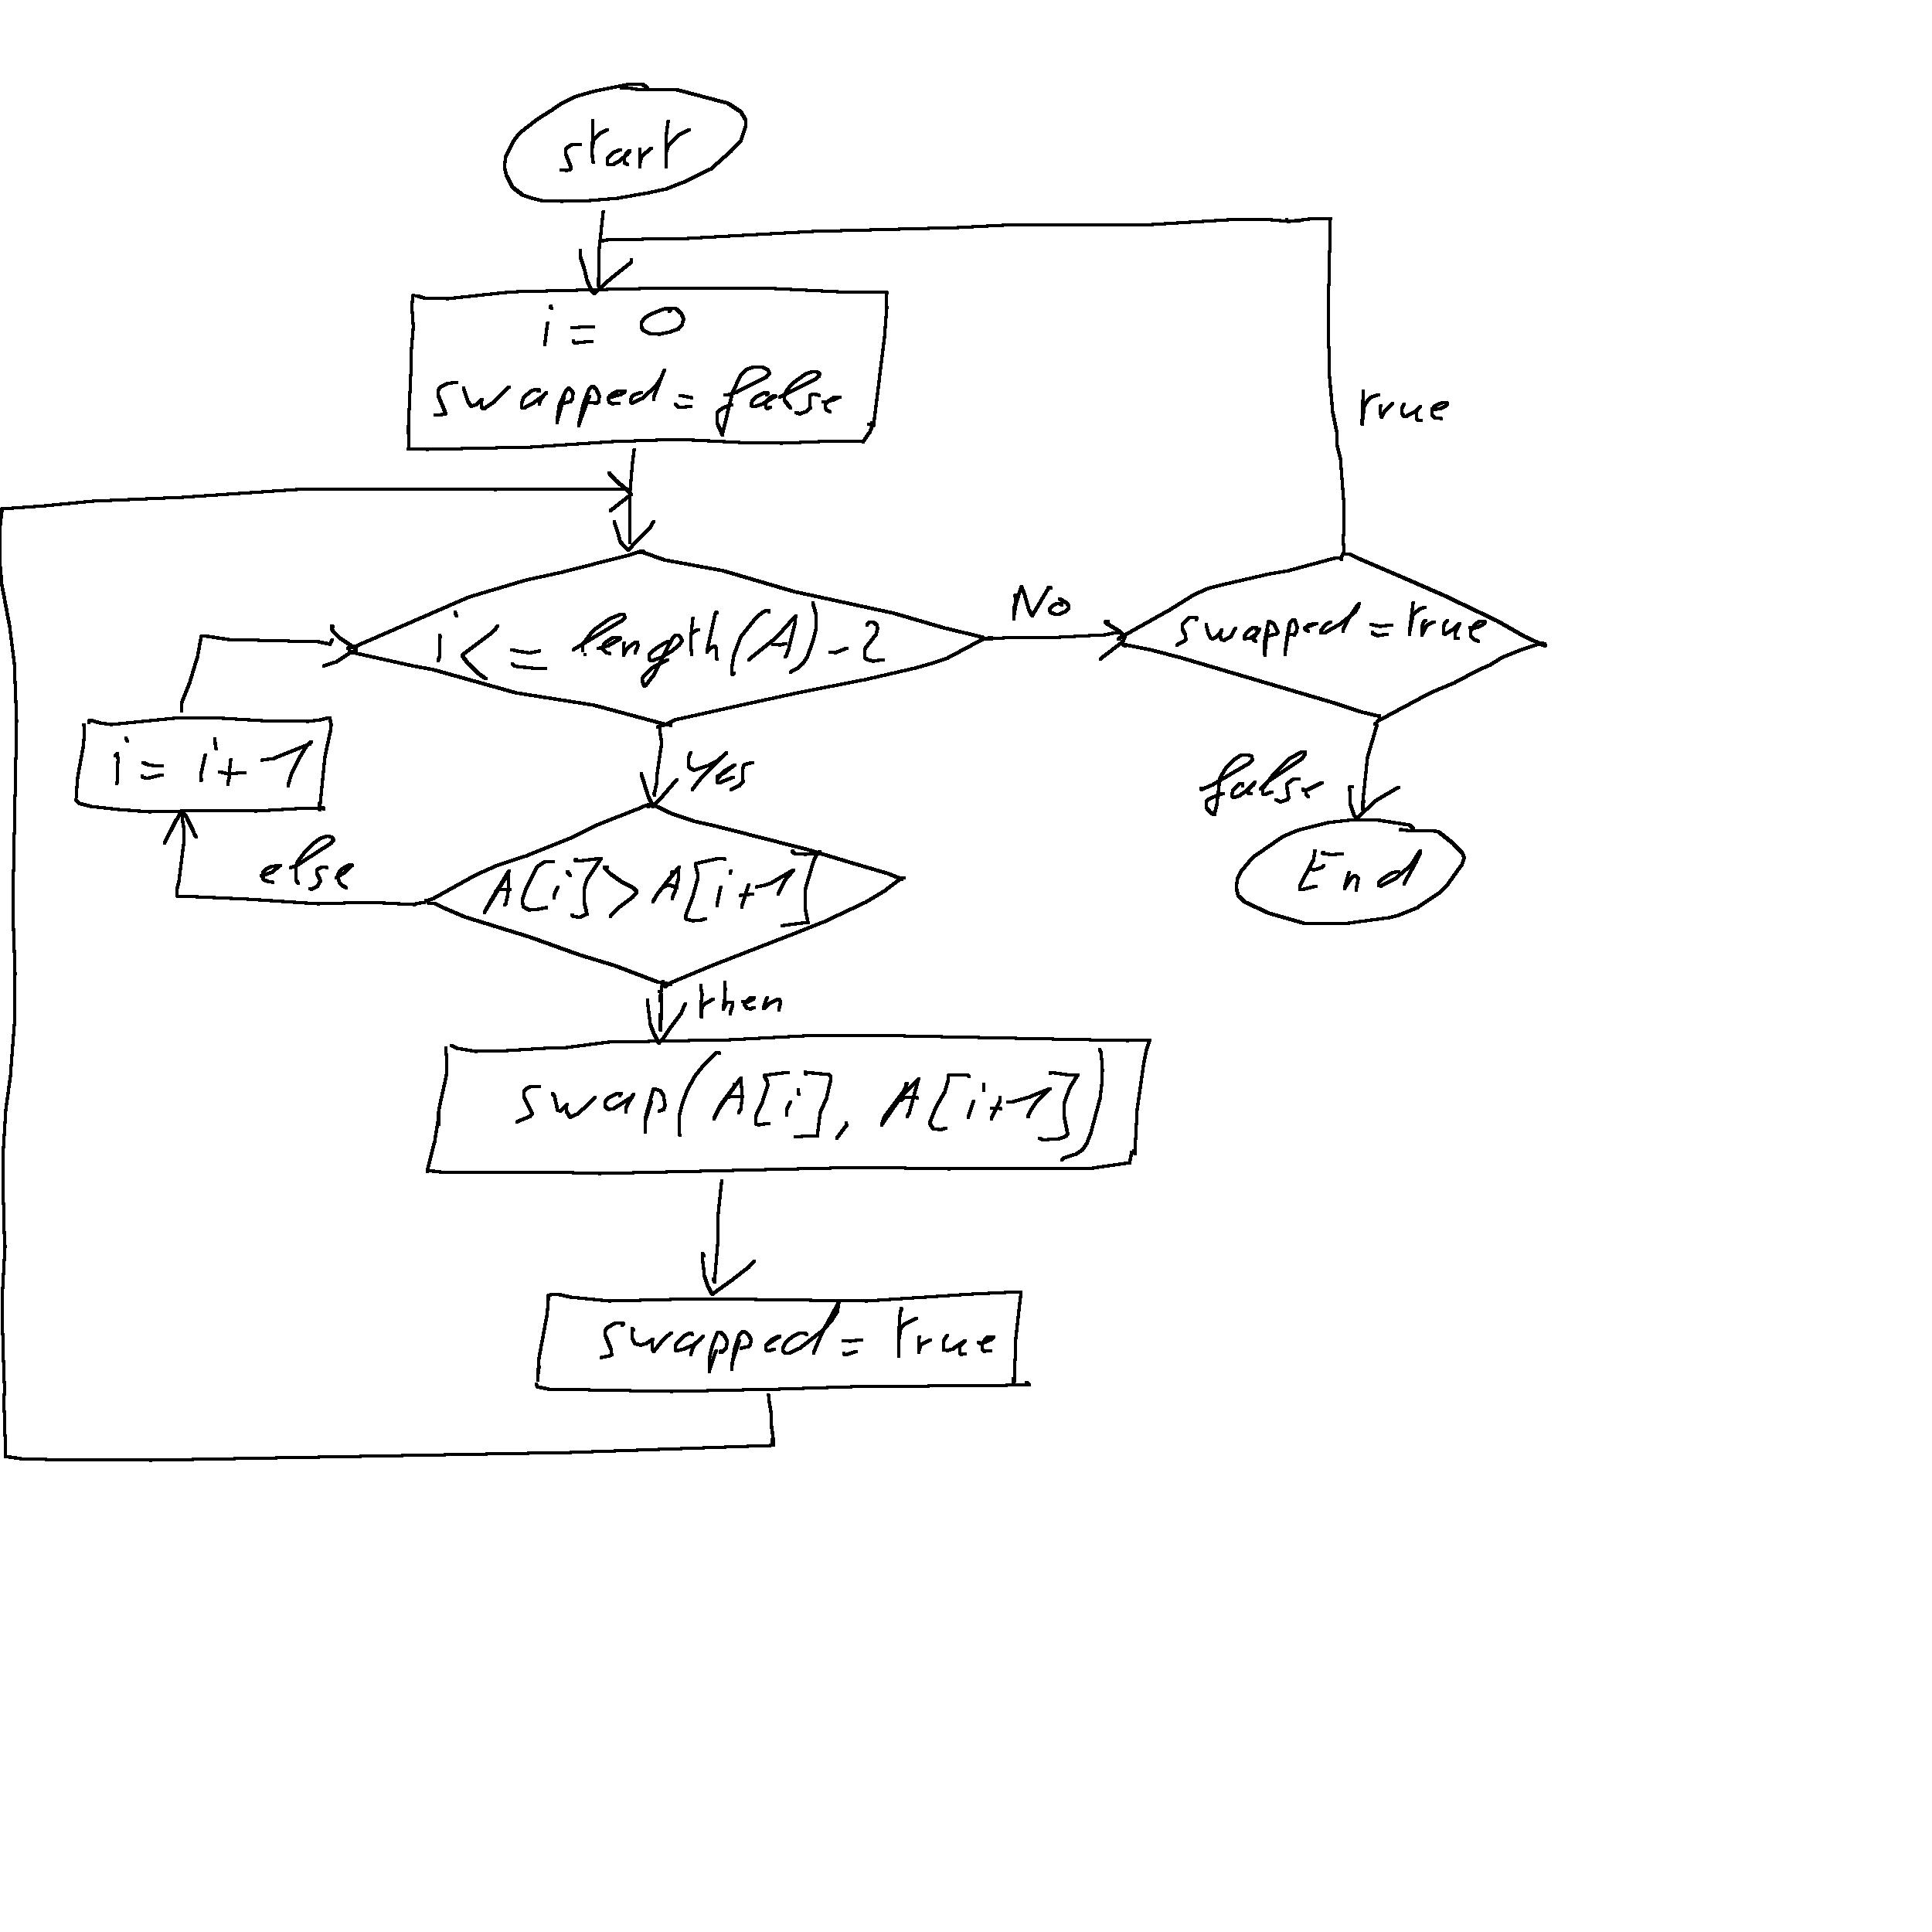 start
i = 0
swapped = false
true
i <= length(A) - 2
No
swapped = true
i = i + 1
Yes
false
else
A[i] > A[i+1]
End
then
swap(A[i], A[i+1])
swapped = true